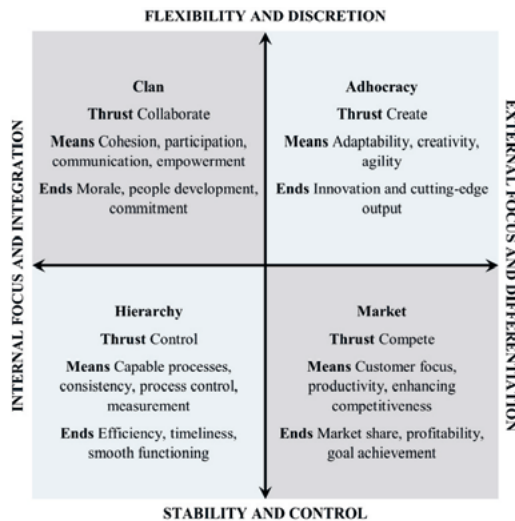 FLEXIBILITY AND DISCRETION
INTERNAL FOCUS AND INTEGRATION
Clan
Thrust Collaborate
Means Cohesion, participation,
communication, empowerment
Ends Morale, people development,
commitment
Adhocracy
Thrust Create
Means Adaptability, creativity,
agility
Ends Innovation and cutting-edge
output
EXTERNAL FOCUS AND DIFFERENTIATION
Hierarchy
Thrust Control
Means Capable processes,
consistency, process control,
measurement
Ends Efficiency, timeliness,
smooth functioning
Market
Thrust Compete
Means Customer focus,
productivity, enhancing
competitiveness
Ends Market share, profitability,
goal achievement
STABILITY AND CONTROL